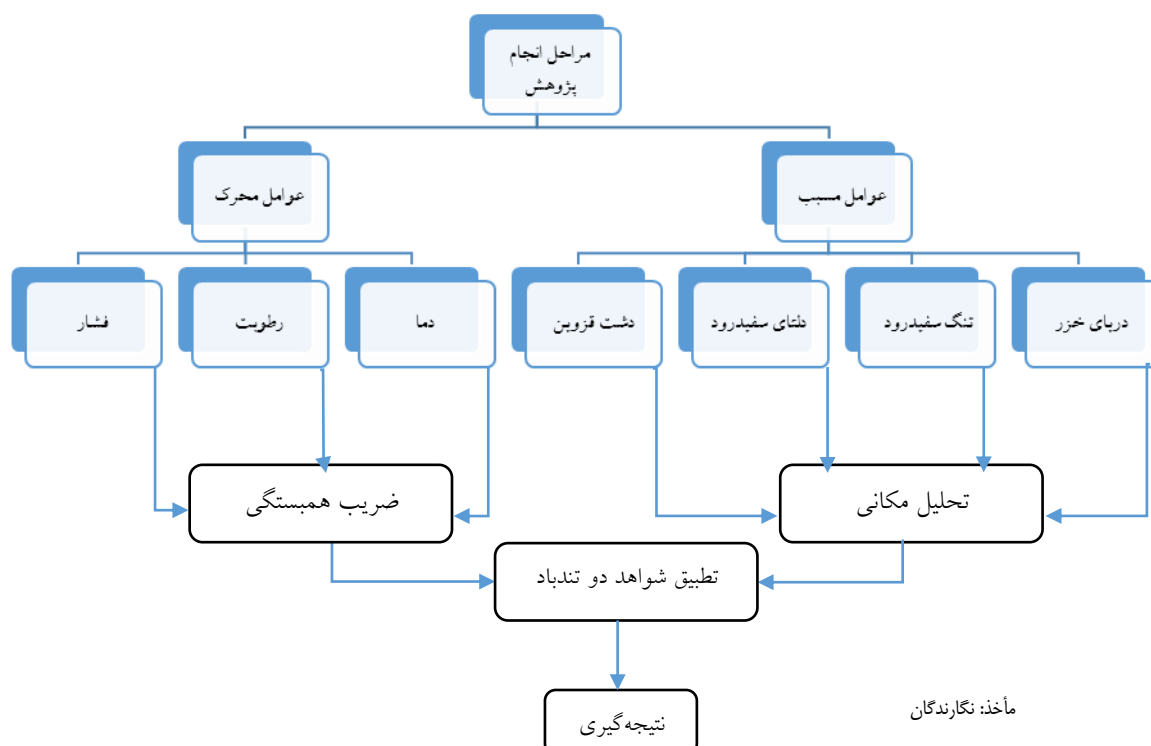 مراحل انجام
پژوهش
عوامل مسبب
عوامل محرک
دریای خزر
تنگ سفیدرود
دلتای سفیدرود
دشت قزوین
دما
رطوبت
فشار
تحلیل مکانی
ضریب همبستگی
تطبیق شواهد دو تندباد
نتیجه‌گیری
مأخذ: نگارندگان